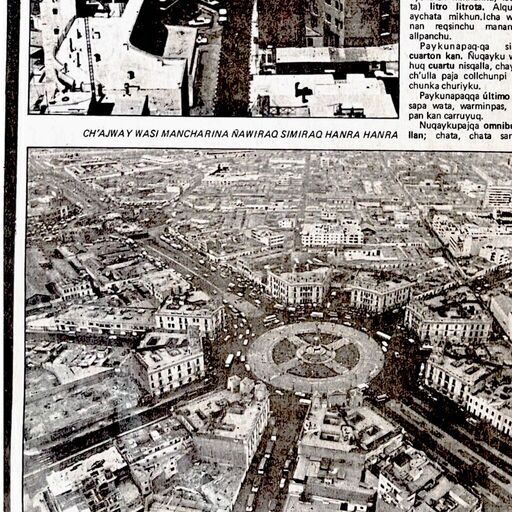 ta) litro litrota. Alqu
aychata mikhun.Icha w
nan reqsinchu manan
allpanchu.
Paykunapaq-qa si
cuarton kan. Ñuqayku w
huq cuartu nisqalla, chay
ch'ulla paja collchunpi
chunka churiyku.
Paykunapaqqa último
sapa wata, warminpas,
pan kan carruyuq.
Nuqaykupajqa omnibu
llan; chata, chata sar
CH'AJWAY WASI MANCHARINA ÑAWIRAQ SIMIRAQ HANRA HANRA